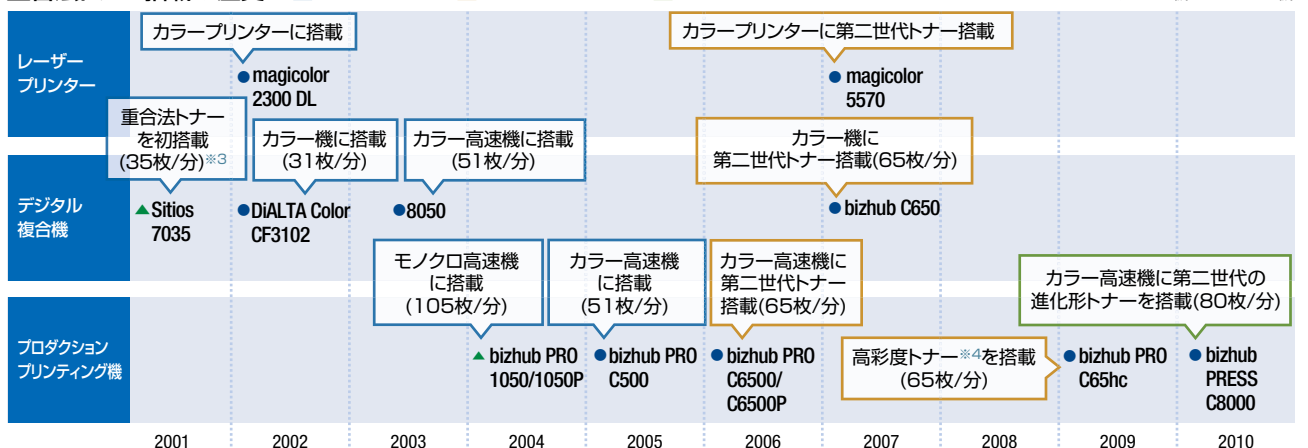 レーザー
プリンター
カラープリンターに搭載
●magicolor
2300 DL
カラープリンターに第二世代トナー搭載
●magicolor
5570
デジタル
複合機
重合法トナー
を初搭載
(35枚/分)※3
▲Sitios
7035
カラー機に搭載
(31枚/分)
●DiALTA Color
CF3102
カラー高速機に搭載
(51枚/分)
●8050
カラー機に
第二世代トナー搭載(65枚/分)
●bizhub C650
プロダクション
プリンティング機
モノクロ高速機
に搭載
(105枚/分)
▲bizhub PRO
1050/1050P
カラー高速機
に搭載
(51枚/分)
●bizhub PRO
C500
カラー高速機に
第二世代トナー
搭載(65枚/分)
●bizhub PRO
C6500/
C6500P
高彩度トナー※4を搭載
(65枚/分)
●bizhub PRO
C65hc
カラー高速機に第二世代の
進化形トナーを搭載(80枚/分)
●bizhub
PRESS
C8000
2001 2002 2003 2004 2005 2006 2007 2008 2009 2010